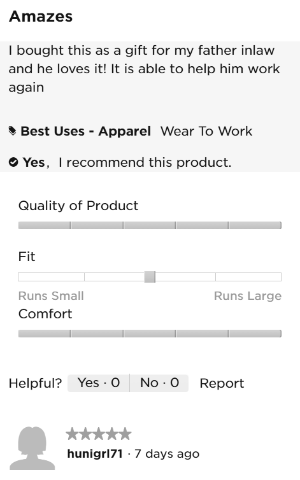 Amazes
I bought this as a gift for my father inlaw
and he loves it! It is able to help him work
again
Best Uses - Apparel Wear To Work
Yes, I recommend this product.
Quality of Product
Fit
Runs Small Runs Large
Comfort
Helpful? Yes · 0 No · 0 Report
hunigrl71 · 7 days ago